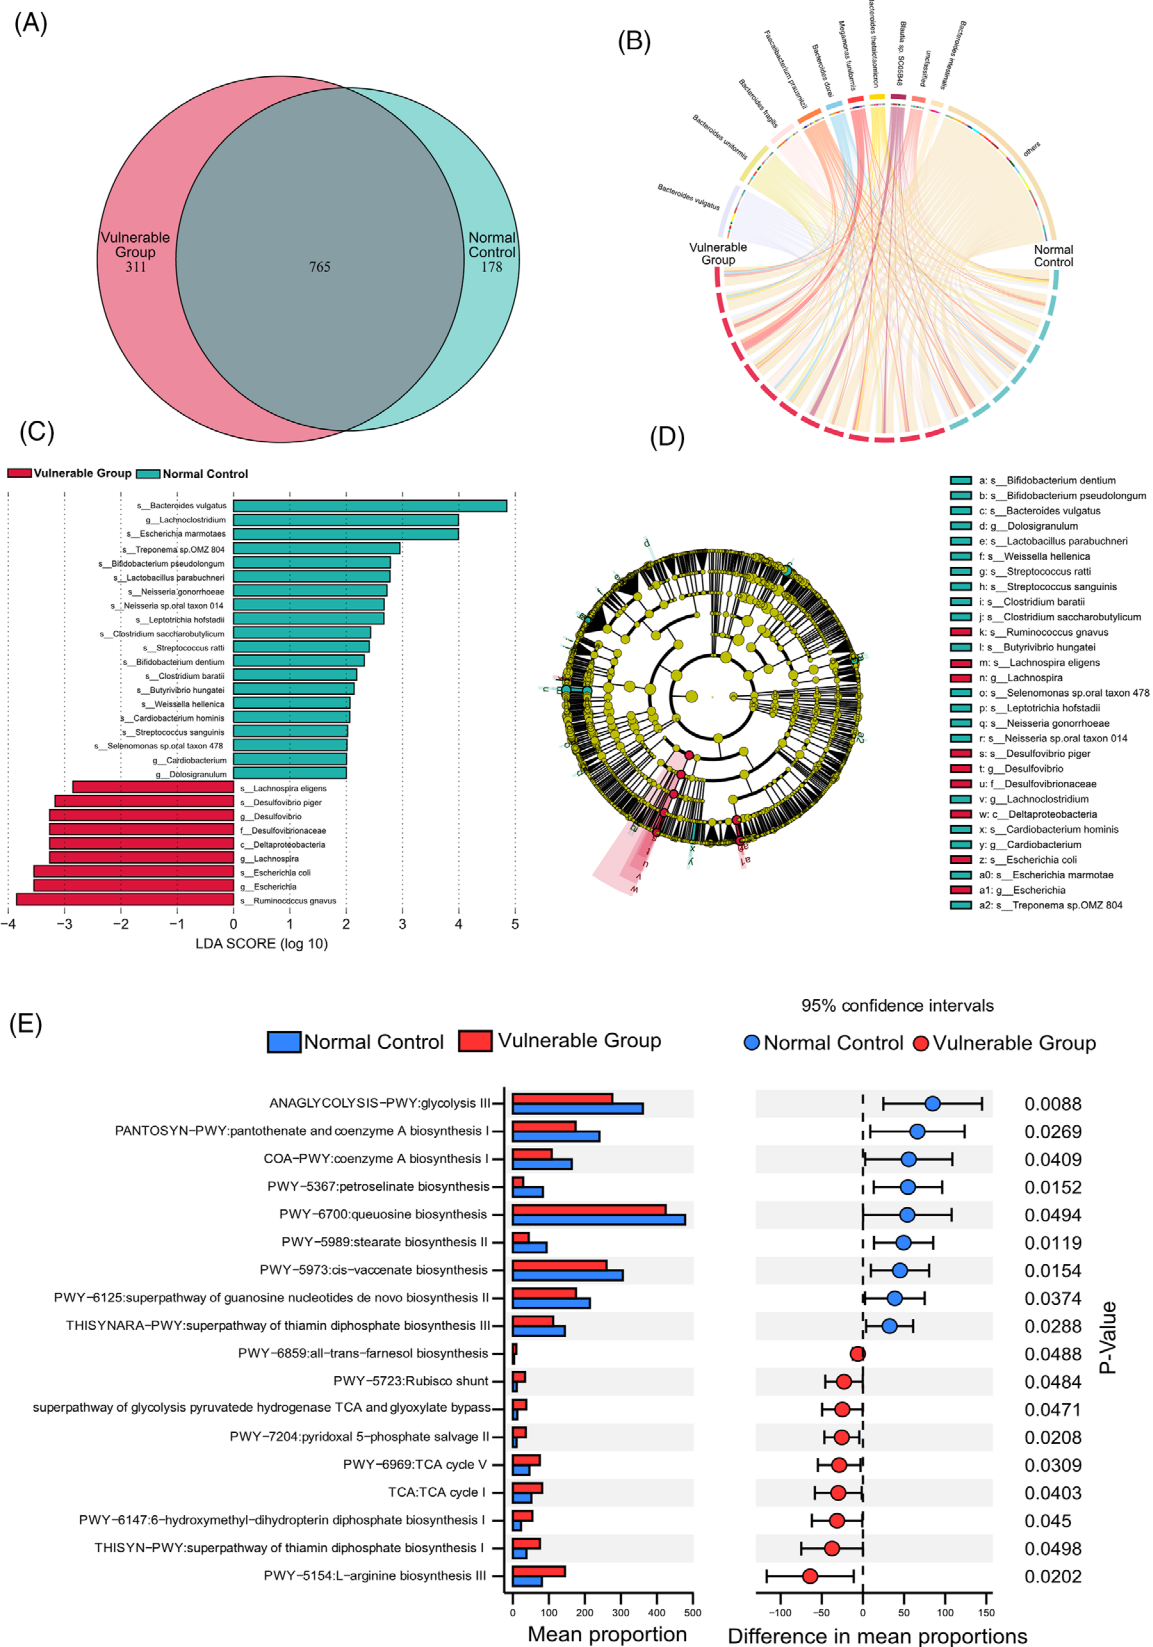 (A)
Vulnerable
Group
311
765
Normal
Control
178
(B)
Bacteroides vulgatus
Bacteroides uniformis
Bacteroides fragilis
Faecalibacterium prausnitzii
Bacteroides dorei
Megamonas funiformis
Bacteroides thetaiotaomicron
Blautia sp. SC05B48
unclassified
Bacteroides intestinalis
others
Vulnerable
Group
Normal
Control
(C)
Vulnerable Group
Normal Control
s__Bacteroides vulgatus
g__Lachnoclostridium
s__Escherichia marmotaes
s__Treponema sp.OMZ 804
s__Bifidobacterium pseudolongum
s__Lactobacillus parabuchneri
s__Neisseria gonorrhoeae
s__Neisseria sp.oral taxon 014
s__Leptotrichia hofstadii
s__Clostridium saccharobutylicum
s__Streptococcus ratti
s__Bifidobacterium dentium
s__Clostridium baratii
s__Butyrivibrio hungatei
s__Weissella hellenica
s__Cardiobacterium hominis
s__Streptococcus sanguinis
s__Selenomonas sp.oral taxon 478
g__Cardiobacterium
g__Dolosigranulum
s__Lachnospira eligens
s__Desulfovibrio piger
g__Desulfovibrio
f__Desulfovibrionaceae
c__Deltaproteobacteria
g__Lachnospira
s__Escherichia coli
g__Escherichia
s__Ruminococcus gnavus
−4 −3 −2 −1 0 1 2 3 4 5
LDA SCORE (log 10)
(D)
p
u
v
w
x
y
a1
a2
a: s__Bifidobacterium dentium
b: s__Bifidobacterium pseudolongum
c: s__Bacteroides vulgatus
d: g__Dolosigranulum
e: s__Lactobacillus parabuchneri
f: s__Weissella hellenica
g: s__Streptococcus ratti
h: s__Streptococcus sanguinis
i: s__Clostridium baratii
j: s__Clostridium saccharobutylicum
k: s__Ruminococcus gnavus
l: s__Butyrivibrio hungatei
m: s__Lachnospira eligens
n: g__Lachnospira
o: s__Selenomonas sp.oral taxon 478
p: s__Leptotrichia hofstadii
q: s__Neisseria gonorrhoeae
r: s__Neisseria sp.oral taxon 014
s: s__Desulfovibrio piger
t: g__Desulfovibrio
u: f__Desulfovibrionaceae
v: g__Lachnoclostridium
w: c__Deltaproteobacteria
x: s__Cardiobacterium hominis
y: g__Cardiobacterium
z: s__Escherichia coli
a0: s__Escherichia marmotae
a1: g__Escherichia
a2: s__Treponema sp.OMZ 804
(E)
Normal Control
Vulnerable Group
95% confidence intervals
Normal Control
Vulnerable Group
ANAGLYCOLYSIS−PWY:glycolysis III 0.0088
PANTOSYN−PWY:pantothenate and coenzyme A biosynthesis I 0.0269
COA−PWY:coenzyme A biosynthesis I 0.0409
PWY−5367:petroselinate biosynthesis 0.0152
PWY−6700:queuosine biosynthesis 0.0494
PWY−5989:stearate biosynthesis II 0.0119
PWY−5973:cis−vaccenate biosynthesis 0.0154
PWY−6125:superpathway of guanosine nucleotides de novo biosynthesis II 0.0374
THISYNARA−PWY:superpathway of thiamin diphosphate biosynthesis III 0.0288
PWY−6859:all−trans−farnesol biosynthesis 0.0488
PWY−5723:Rubisco shunt 0.0484
superpathway of glycolysis pyruvatede hydrogenase TCA and glyoxylate bypass 0.0471
PWY−7204:pyridoxal 5−phosphate salvage II 0.0208
PWY−6969:TCA cycle V 0.0309
TCA:TCA cycle I 0.0403
PWY−6147:6−hydroxymethyl−dihydropterin diphosphate biosynthesis I 0.045
THISYN−PWY:superpathway of thiamin diphosphate biosynthesis I 0.0498
PWY−5154:L−arginine biosynthesis III 0.0202
P-Value
0 100 200 300 400 500
Mean proportion
−100 −50 0 50 100 150
Difference in mean proportions